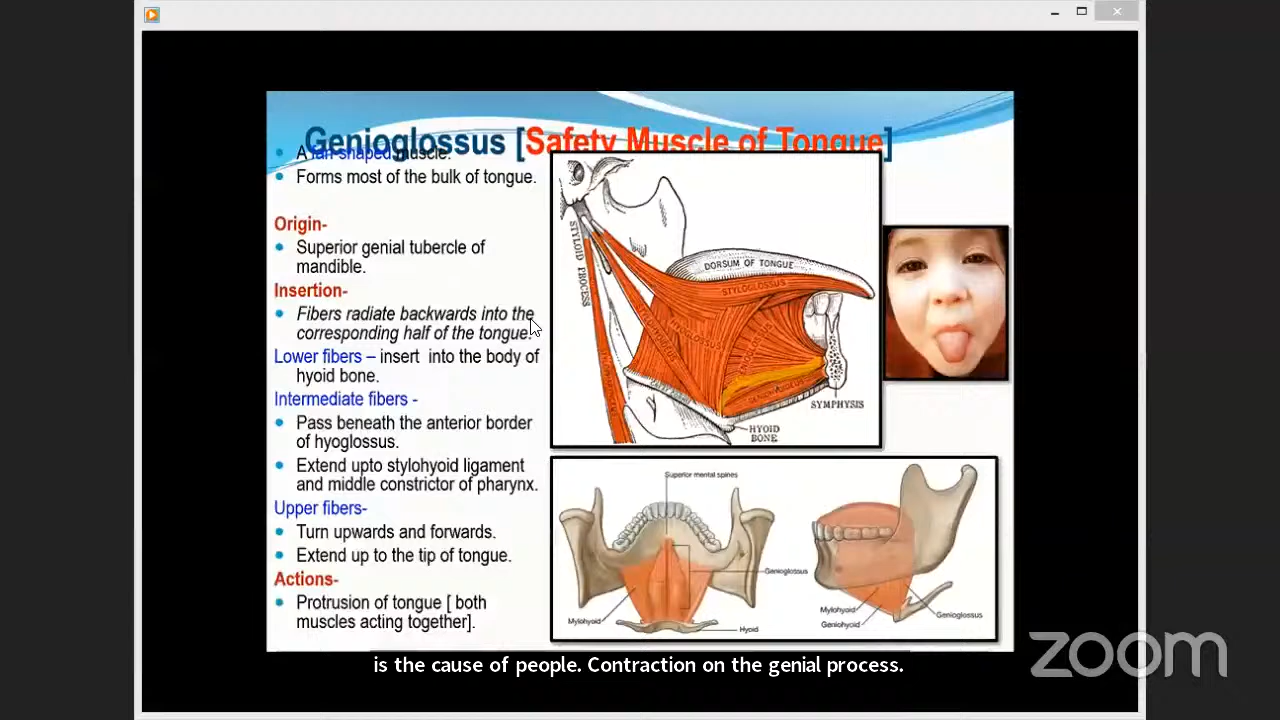 Genioglossus [Safety Muscle of Tongue]
• A fan-shaped muscle.
• Forms most of the bulk of tongue.
Origin-
• Superior genial tubercle of
mandible.
Insertion-
• Fibers radiate backwards into the
corresponding half of the tongue.
Lower fibers – insert into the body of
hyoid bone.
Intermediate fibers -
• Pass beneath the anterior border
of hyoglossus.
• Extend upto stylohyoid ligament
and middle constrictor of pharynx.
Upper fibers-
• Turn upwards and forwards.
• Extend up to the tip of tongue.
Actions-
• Protrusion of tongue [ both
muscles acting together].
STYLOID PROCESS
DORSUM OF TONGUE
STYLOGLOSSUS
HYOGLOSSUS
SYMPHYSIS
HYOID
BONE
Superior mental spines
Genioglossus
Mylohyoid
Hyoid
Mylohyoid
Geniohyoid
Genioglossus
is the cause of people. Contraction on the genial process.
zoom